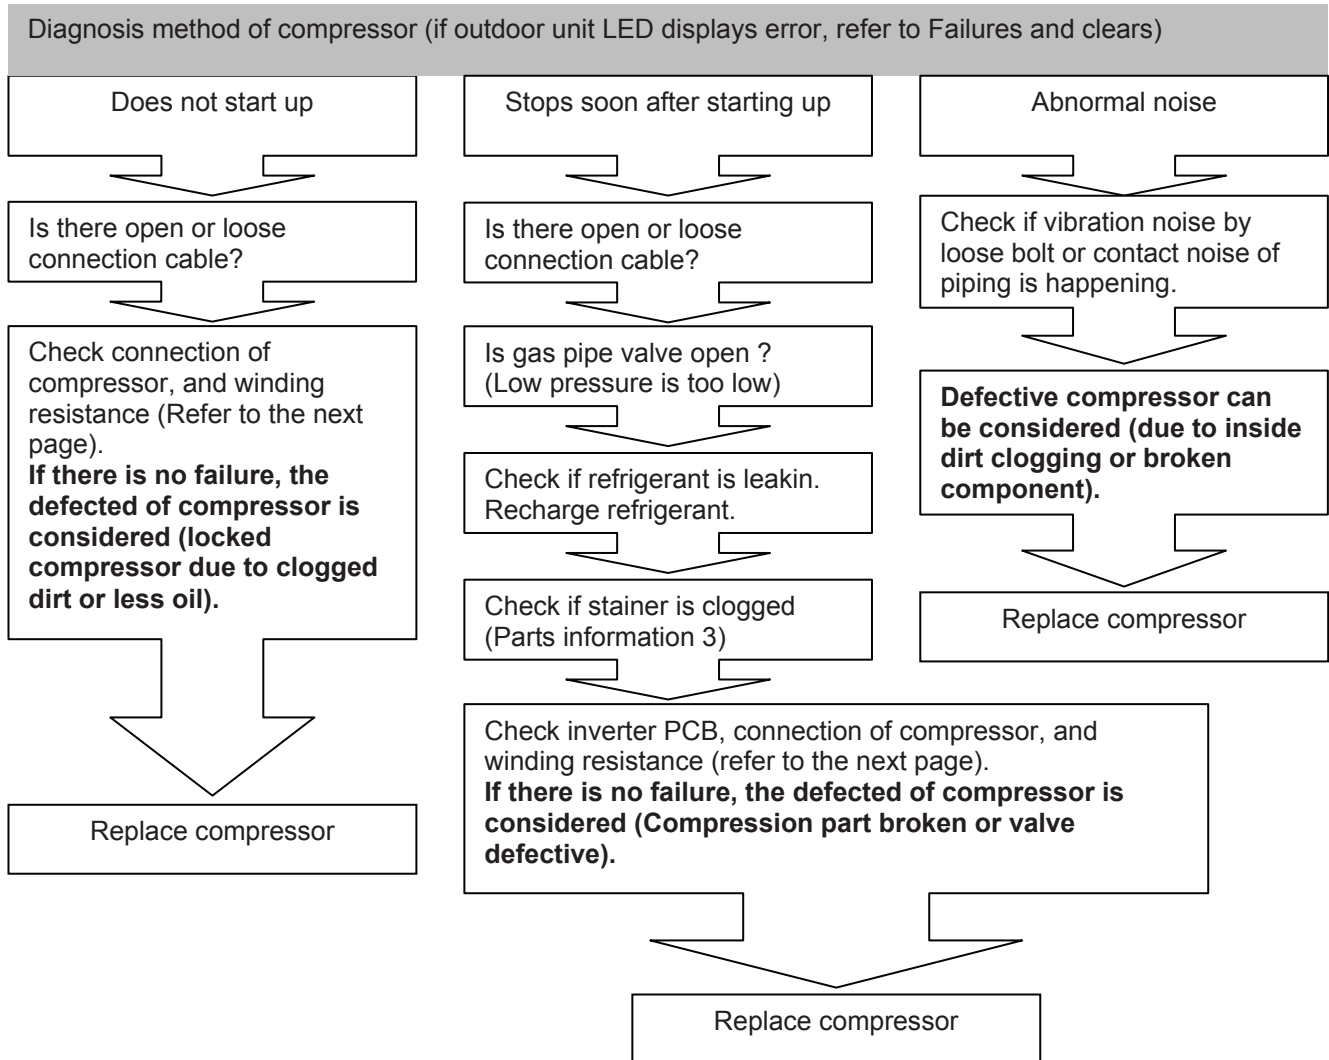 Diagnosis method of compressor (if outdoor unit LED displays error, refer to Failures and clears)
Does not start up
Is there open or loose
connection cable?
Check connection of
compressor, and winding
resistance (Refer to the next
page).
If there is no failure, the
defected of compressor is
considered (locked
compressor due to clogged
dirt or less oil).
Replace compressor
Stops soon after starting up
Is there open or loose
connection cable?
Is gas pipe valve open ?
(Low pressure is too low)
Check if refrigerant is leakin.
Recharge refrigerant.
Check if stainer is clogged
(Parts information 3)
Check inverter PCB, connection of compressor, and
winding resistance (refer to the next page).
If there is no failure, the defected of compressor is
considered (Compression part broken or valve
defective).
Replace compressor
Abnormal noise
Check if vibration noise by
loose bolt or contact noise of
piping is happening.
Defective compressor can
be considered (due to inside
dirt clogging or broken
component).
Replace compressor